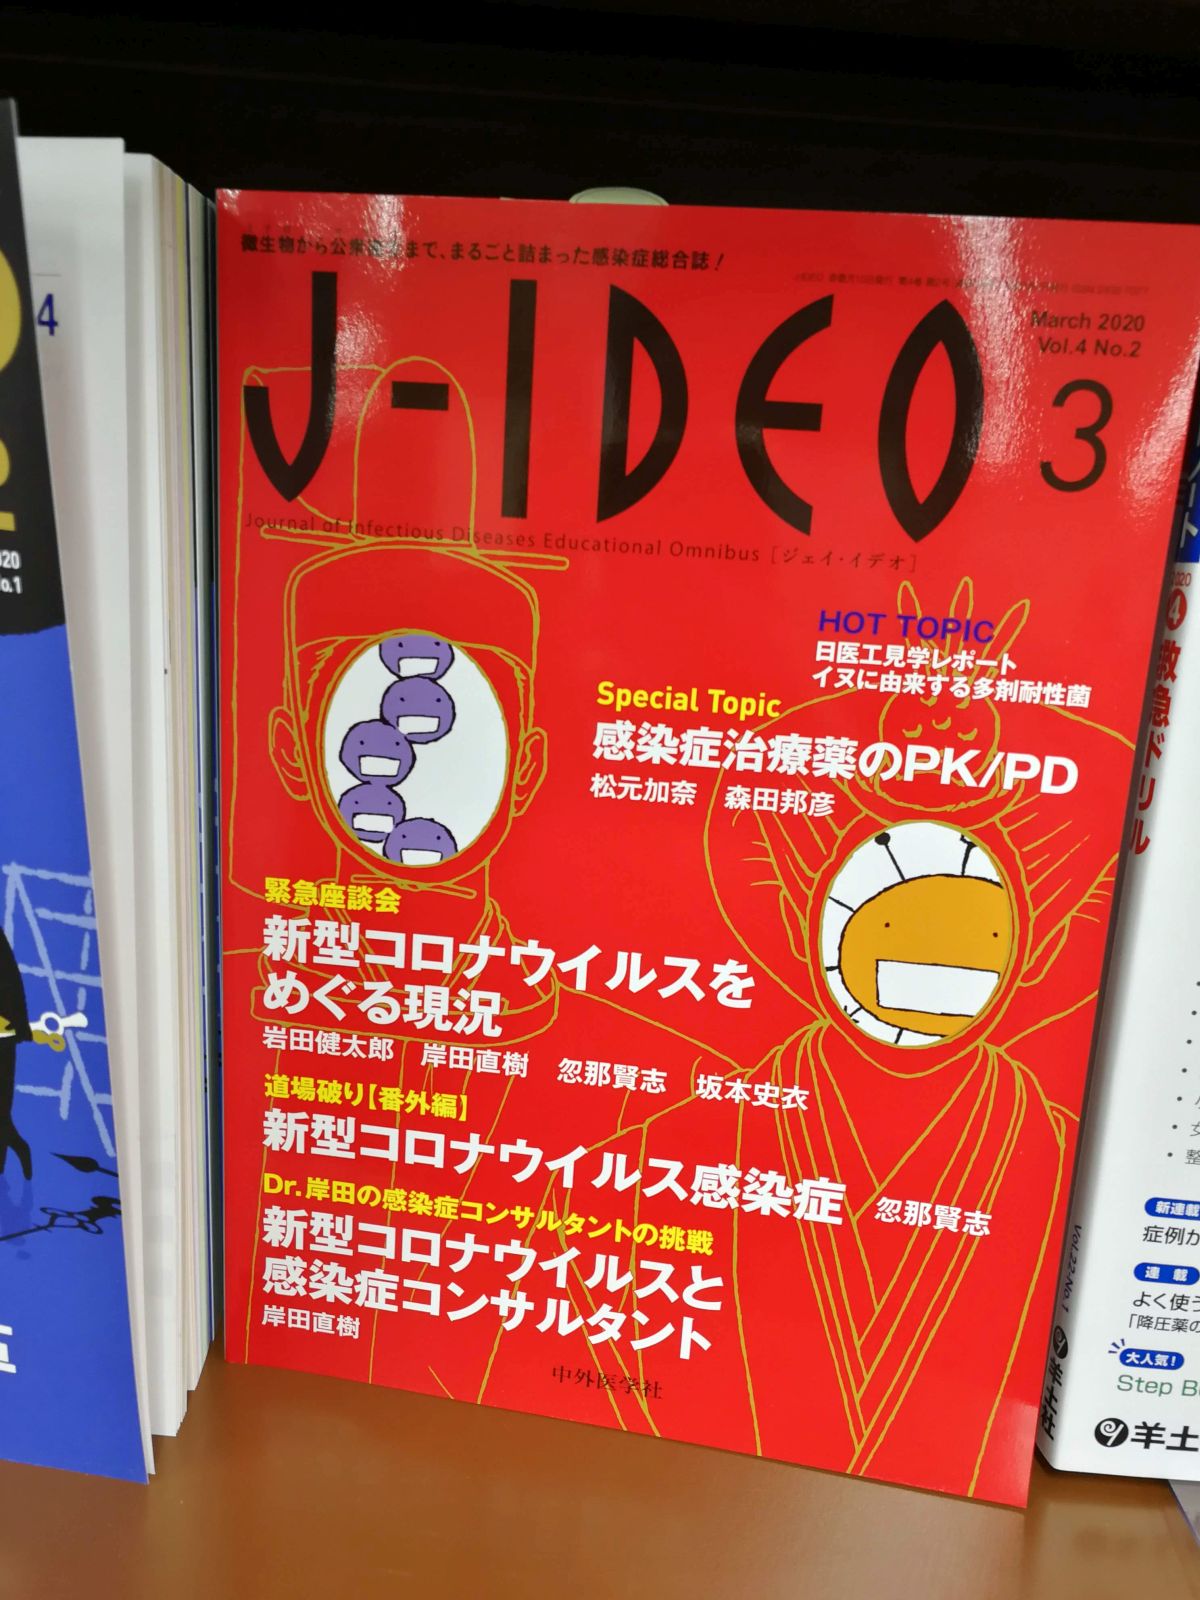 まで、まるごと詰まった感染症総合誌！
J-IDEO
March 2020
Vol.4 No.2
3
Journal of Infectious Diseases Educational Omnibus［ジェイ・イデオ］
HOT TOPIC
日医工見学レポート
イヌに由来する多剤耐性菌
Special Topic
感染症治療薬のPK/PD
松元加奈　森田邦彦
緊急座談会
新型コロナウイルスを
めぐる現況
岩田健太郎　岸田直樹　忽那賢志　坂本史衣
道場破り【番外編】
新型コロナウイルス感染症　忽那賢志
Dr.岸田の感染症コンサルタントの挑戦
新型コロナウイルスと
感染症コンサルタント
岸田直樹
中外医学社
4
救急ドリル
Vol.22-No.1
羊土社
新連載
症例か
連載
よく使う
「降圧薬の
大人気！
Step
羊土